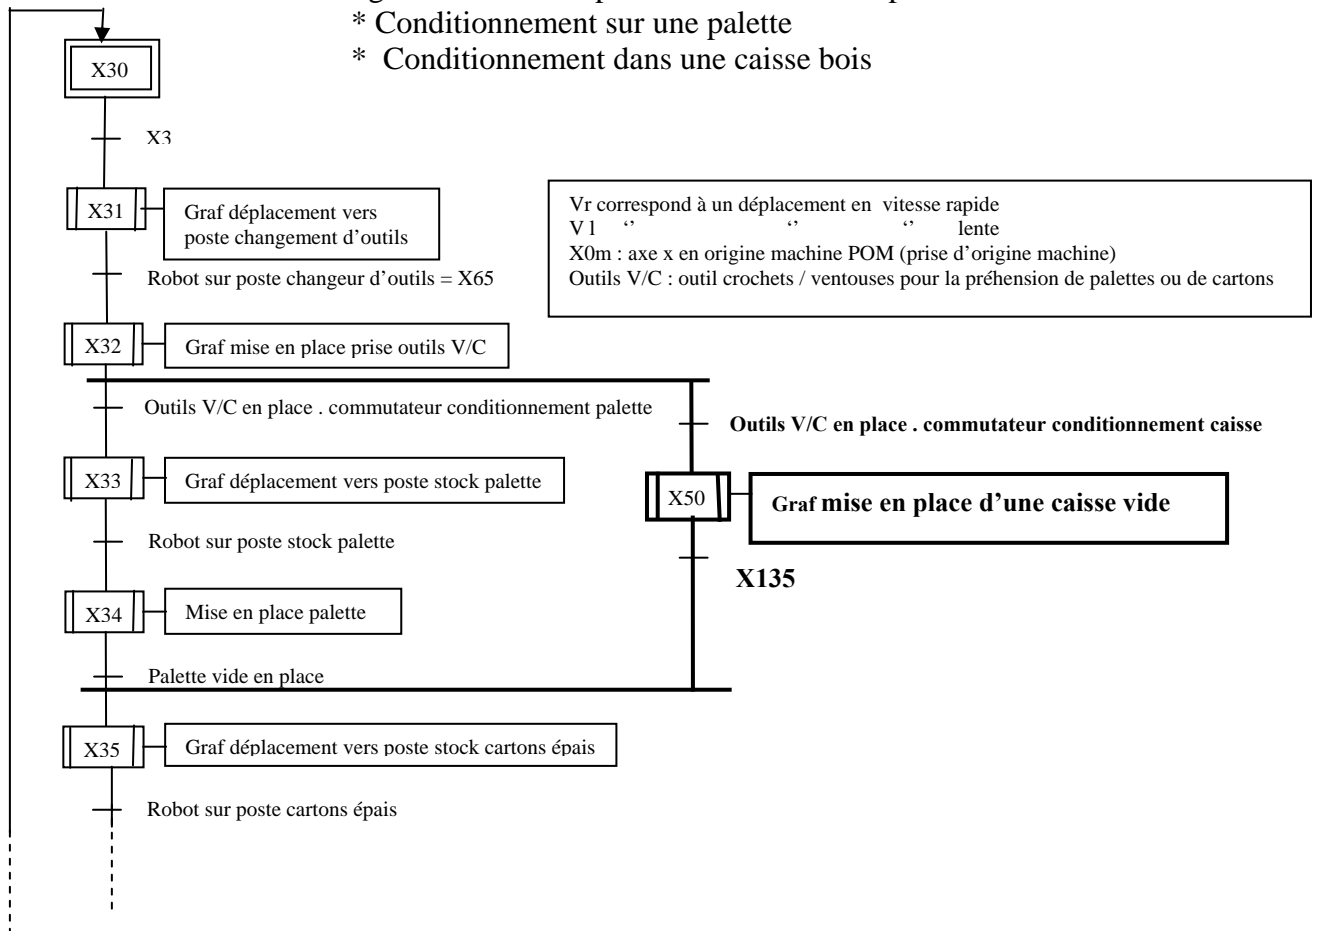 * Conditionnement sur une palette
* Conditionnement dans une caisse bois
X30
X3
X31
Graf déplacement vers
poste changement d'outils
Vr correspond à un déplacement en vitesse rapide
V l ‘’ ‘’ ‘’ lente
X0m : axe x en origine machine POM (prise d'origine machine)
Outils V/C : outil crochets / ventouses pour la préhension de palettes ou de cartons
Robot sur poste changeur d'outils = X65
X32
Graf mise en place prise outils V/C
Outils V/C en place . commutateur conditionnement palette
Outils V/C en place . commutateur conditionnement caisse
X33
Graf déplacement vers poste stock palette
X50
Graf mise en place d'une caisse vide
Robot sur poste stock palette
X135
X34
Mise en place palette
Palette vide en place
X35
Graf déplacement vers poste stock cartons épais
Robot sur poste cartons épais